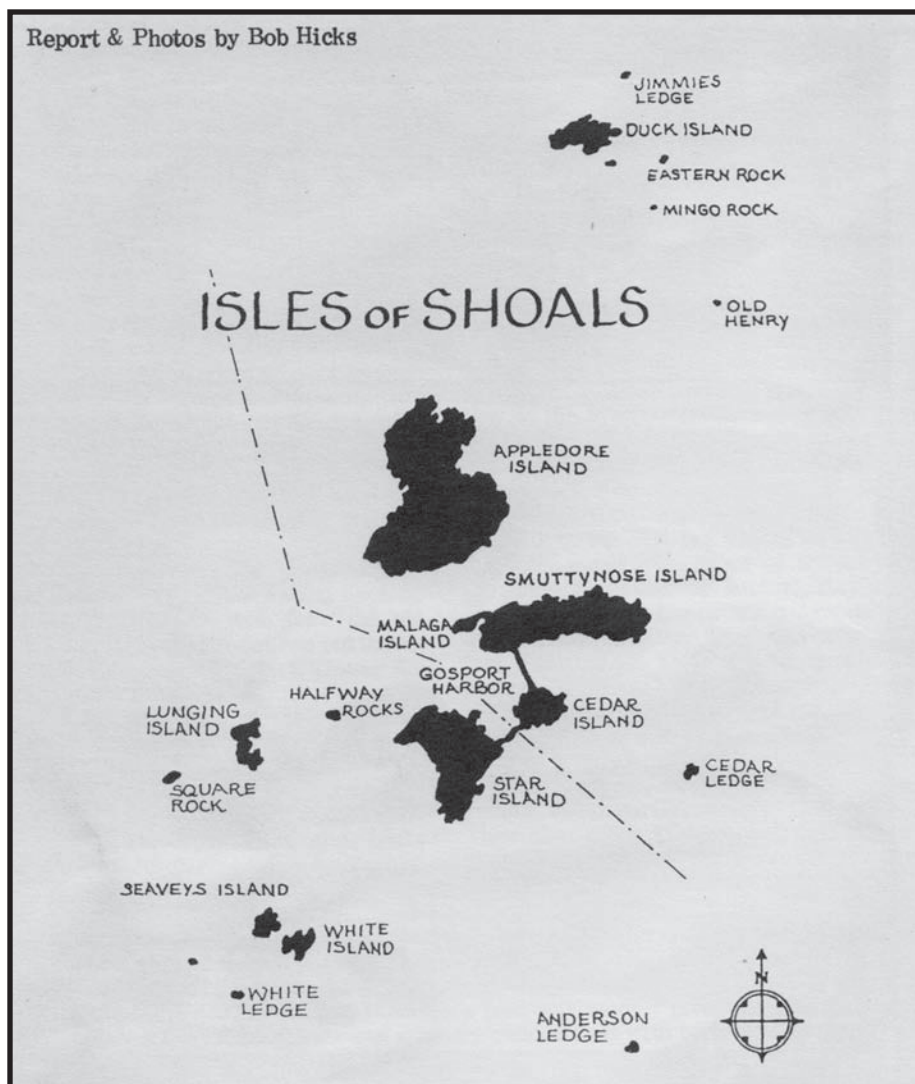 Report & Photos by Bob Hicks
JIMMIES
LEDGE
DUCK ISLAND
EASTERN ROCK
MINGO ROCK
ISLES OF SHOALS
OLD
HENRY
APPLEDORE
ISLAND
SMUTTYNOSE ISLAND
MALAGA
ISLAND
GOSPORT
HARBOR
HALFWAY
ROCKS
CEDAR
ISLAND
LUNGING
ISLAND
SQUARE
ROCK
STAR
ISLAND
CEDAR
LEDGE
SEAVEYS ISLAND
WHITE
ISLAND
WHITE
LEDGE
N
ANDERSON
LEDGE